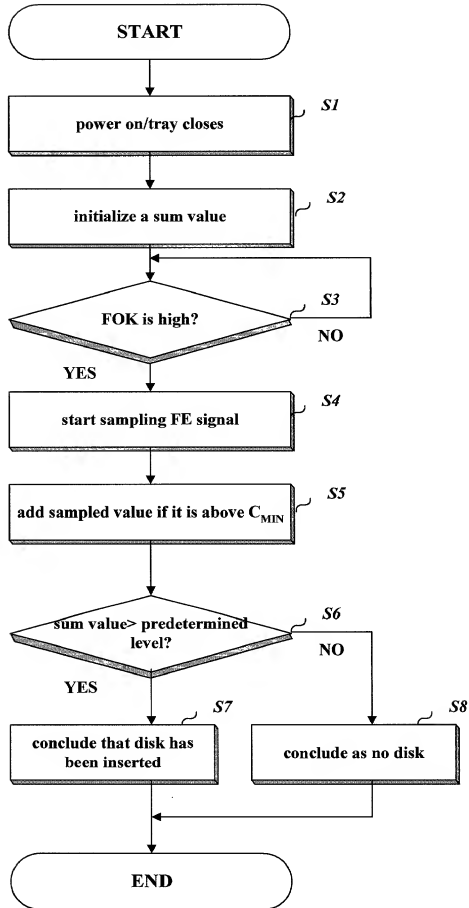 START
S1
power on/tray closes
S2
initialize a sum value
S3
FOK is high?
NO
YES
S4
start sampling FE signal
S5
add sampled value if it is above CMIN
S6
sum value> predetermined
level?
NO
YES
S7
S8
conclude that disk has
been inserted
conclude as no disk
END